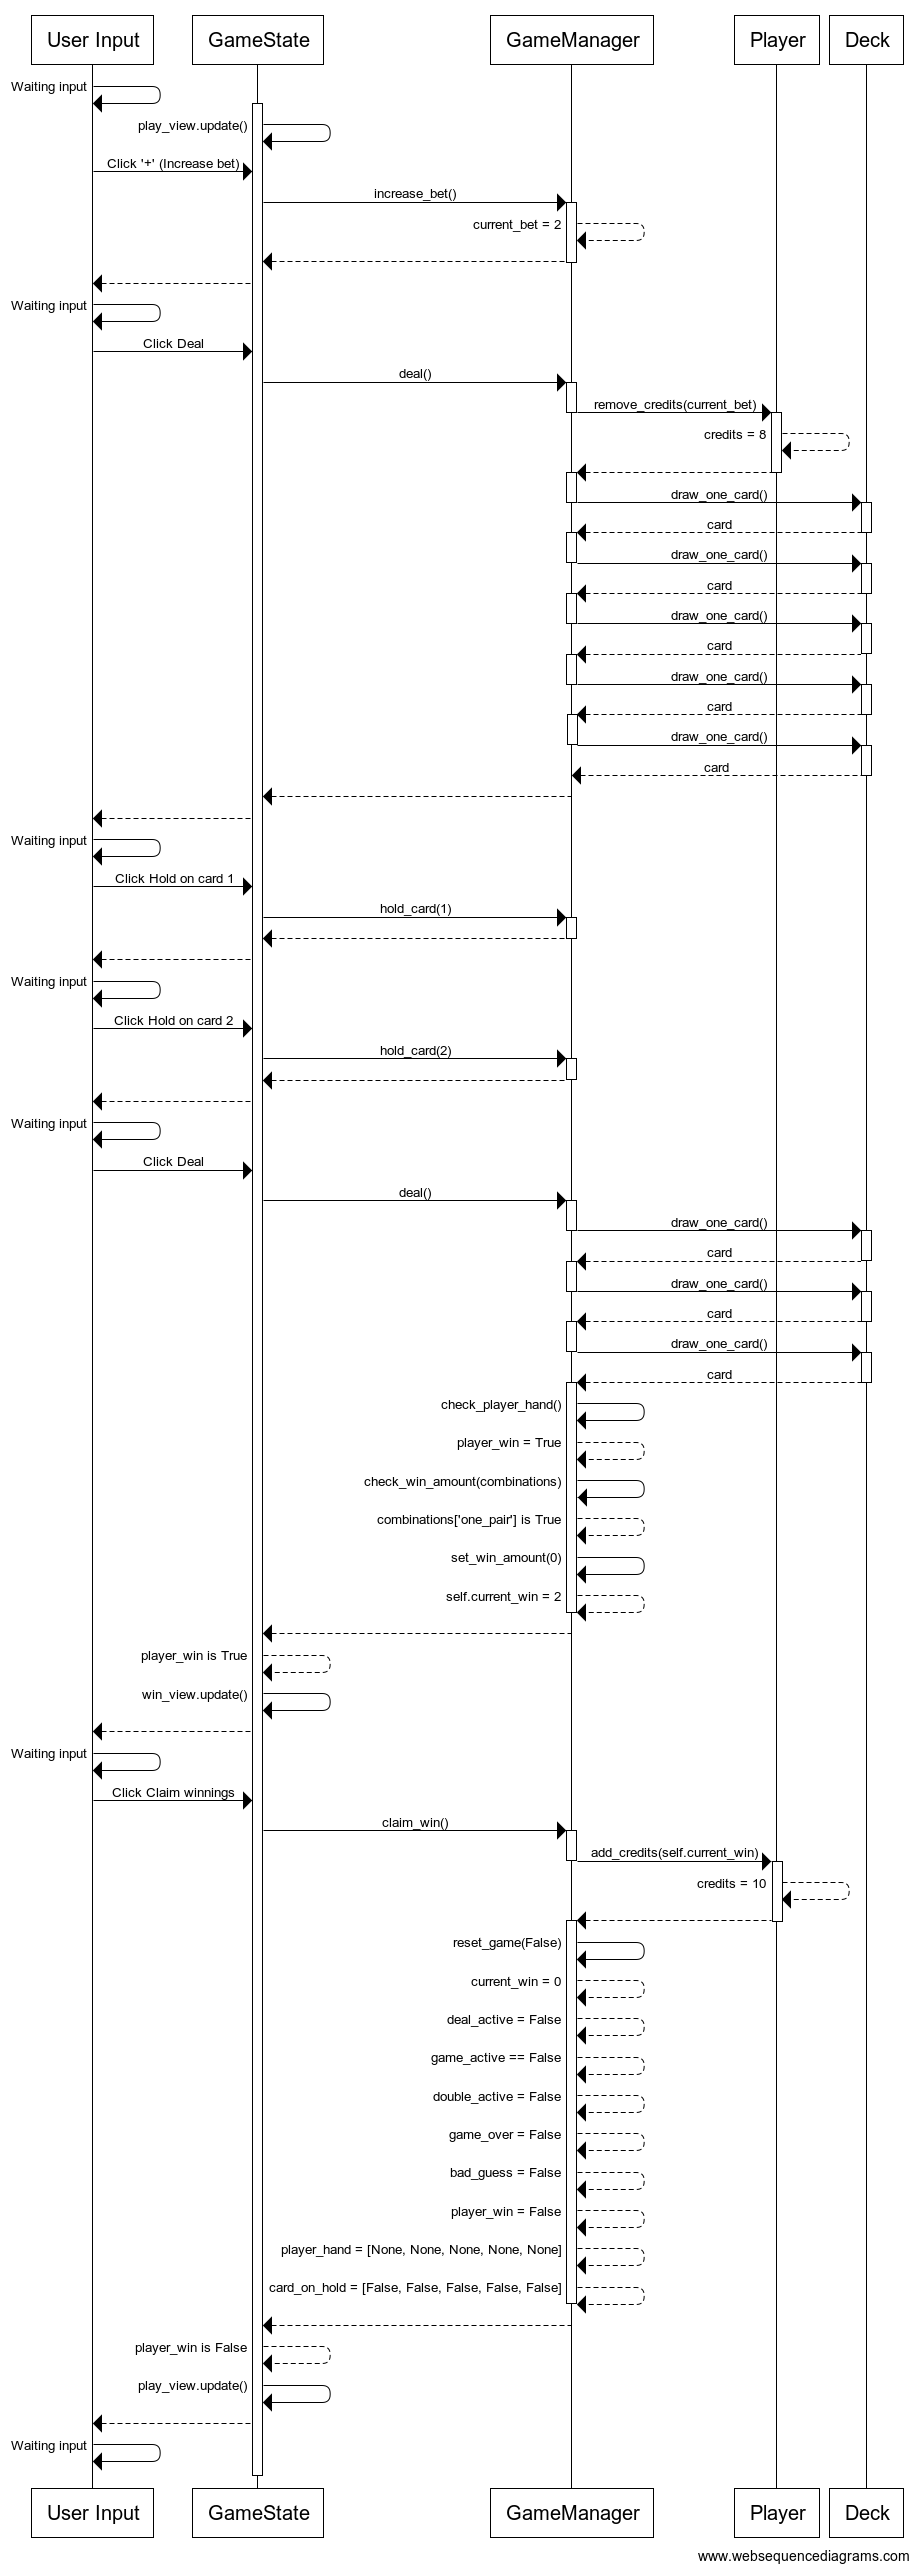 User Input
GameState
GameManager
Player
Deck
Waiting input
play_view.update()
Click '+' (Increase bet)
increase_bet()
current_bet = 2
Waiting input
Click Deal
deal()
remove_credits(current_bet)
credits = 8
draw_one_card()
card
draw_one_card()
card
draw_one_card()
card
draw_one_card()
card
draw_one_card()
card
Waiting input
Click Hold on card 1
hold_card(1)
Waiting input
Click Hold on card 2
hold_card(2)
Waiting input
Click Deal
deal()
draw_one_card()
card
draw_one_card()
card
draw_one_card()
card
check_player_hand()
player_win = True
check_win_amount(combinations)
combinations['one_pair'] is True
set_win_amount(0)
self.current_win = 2
player_win is True
win_view.update()
Waiting input
Click Claim winnings
claim_win()
add_credits(self.current_win)
credits = 10
reset_game(False)
current_win = 0
deal_active = False
game_active == False
double_active = False
game_over = False
bad_guess = False
player_win = False
player_hand = [None, None, None, None, None]
card_on_hold = [False, False, False, False, False]
player_win is False
play_view.update()
Waiting input
User Input
GameState
GameManager
Player
Deck
www.websequencediagrams.com